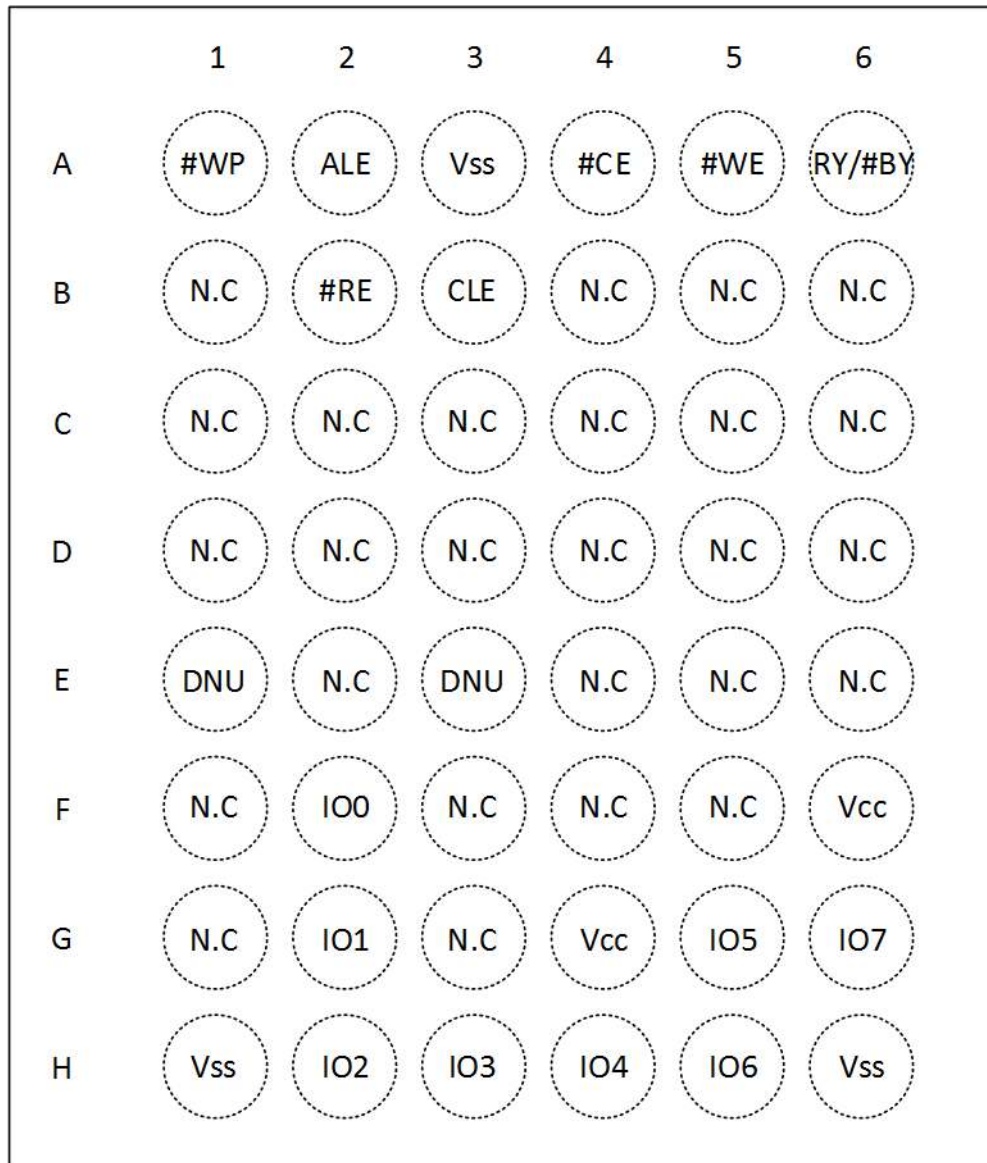 1 2 3 4 5 6
A #WP ALE Vss #CE #WE RY/#BY
B N.C #RE CLE N.C N.C N.C
C N.C N.C N.C N.C N.C N.C
D N.C N.C N.C N.C N.C N.C
E DNU N.C DNU N.C N.C N.C
F N.C IO0 N.C N.C N.C Vcc
G N.C IO1 N.C Vcc IO5 IO7
H Vss IO2 IO3 IO4 IO6 Vss